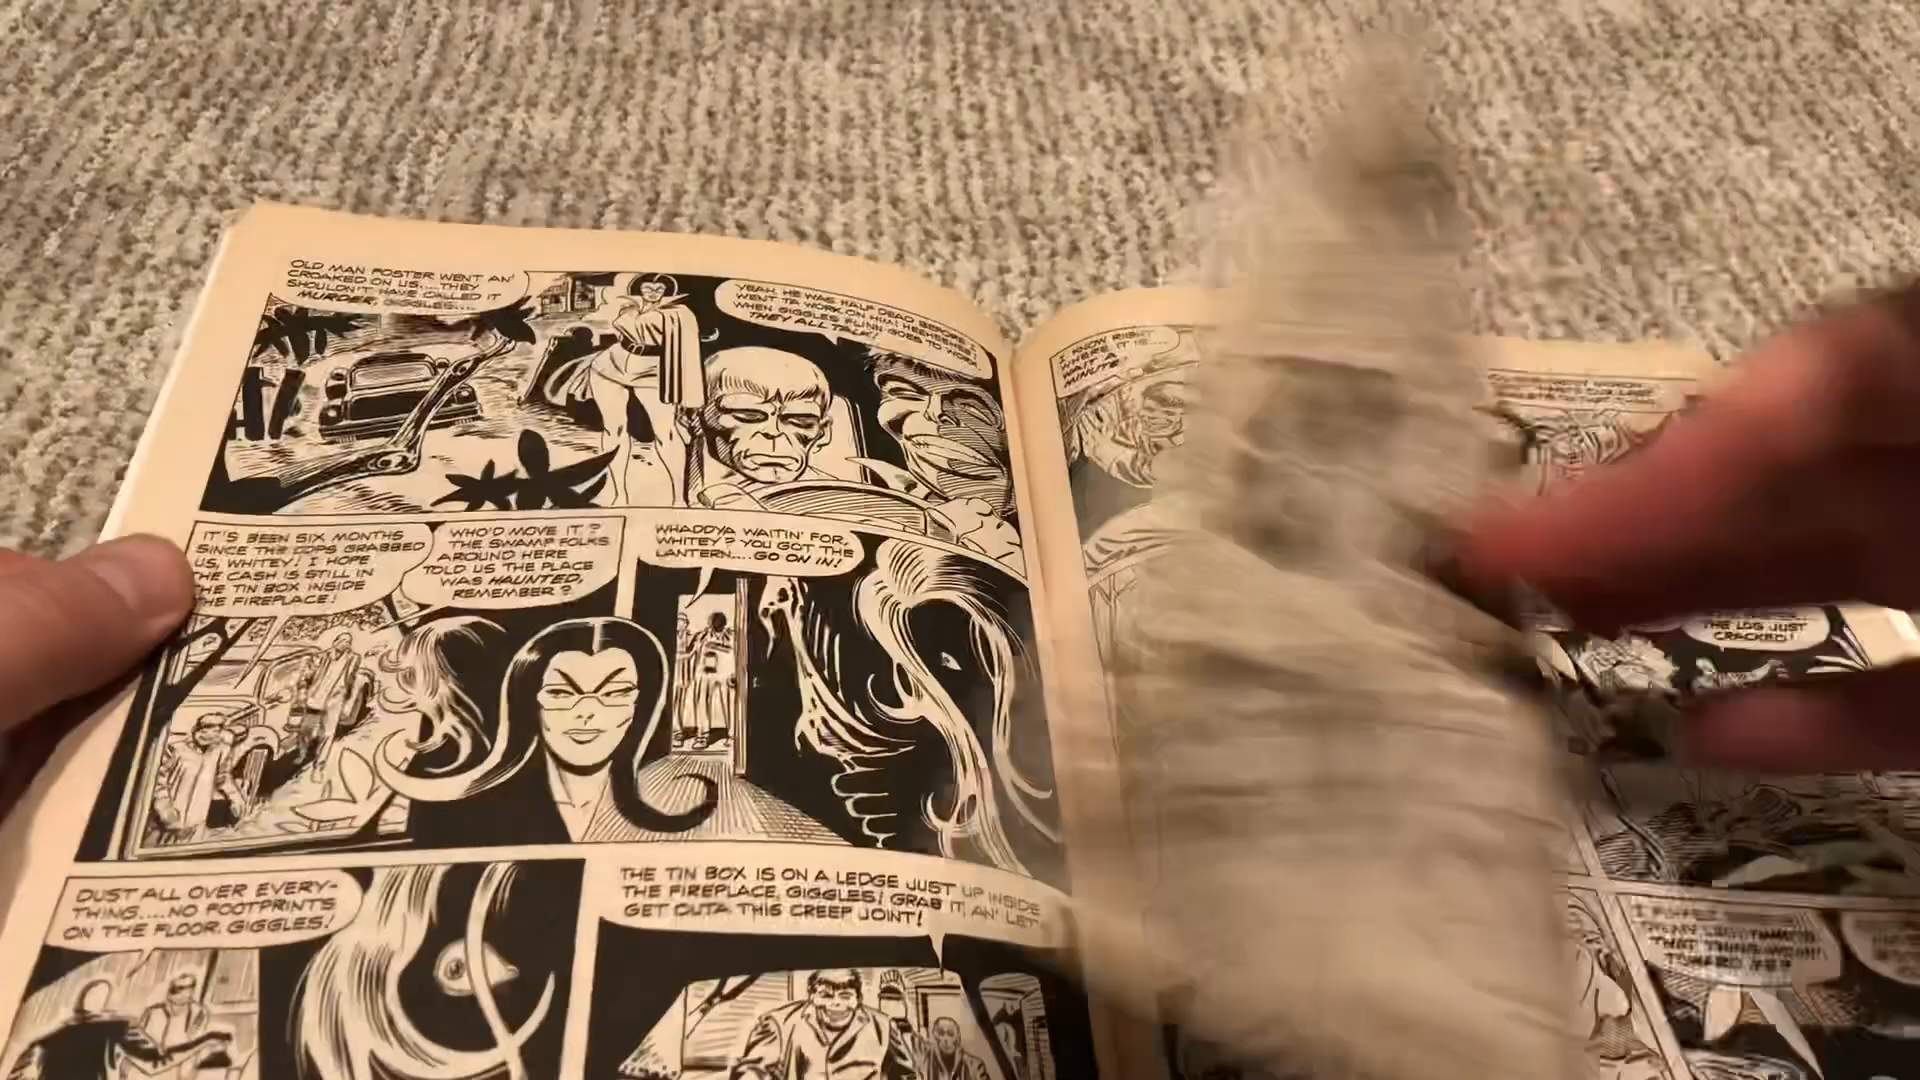 OLD MAN FOSTER WENT AN'
CROAKED ON US....THEY
SHOULDN'T HAVE CALLED IT
MURDER, GIGGLES....
YEAH, HE WAS HALF DEAD BEFORE I
WENT TA WORK ON HIM! HEEHEEHEE!
WHEN GIGGLES FLINN GOES TO WORK
THEY ALL TALK!
IT'S BEEN SIX MONTHS
SINCE THE COPS GRABBED
US, WHITEY! I HOPE
THE CASH IS STILL IN
THE TIN BOX INSIDE
THE FIREPLACE!
WHO'D MOVE IT?
THE SWAMP FOLKS
AROUND HERE
TOLD US THE PLACE
WAS HAUNTED,
REMEMBER?
WHADDYA WAITIN' FOR,
WHITEY? YOU GOT THE
LANTERN....GO ON IN!
DUST ALL OVER EVERY-
THING....NO FOOTPRINTS
ON THE FLOOR, GIGGLES!
THE TIN BOX IS ON A LEDGE JUST UP INSIDE
THE FIREPLACE, GIGGLES! GRAB IT, AN' LET
GET OUTA THIS CREEP JOINT!
I KNOW RIGHT
WHERE IT IS....
WAIT A
MINUTE
THE LOG JUST
CRACKED!
THAT THING
TOWARD